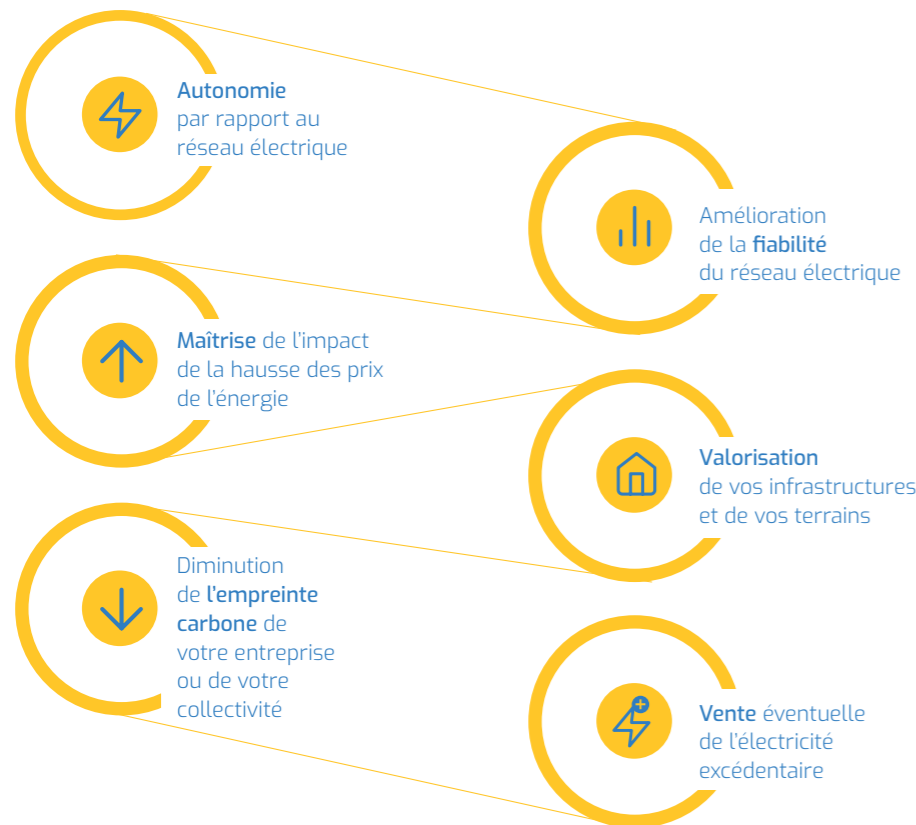 Autonomie
par rapport au
réseau électrique
Amélioration
de la fiabilité
du réseau électrique
Maîtrise de l'impact
de la hausse des prix
de l'énergie
Valorisation
de vos infrastructures
et de vos terrains
Diminution
de l'empreinte
carbone de
votre entreprise
ou de votre
collectivité
Vente éventuelle
de l'électricité
excédentaire